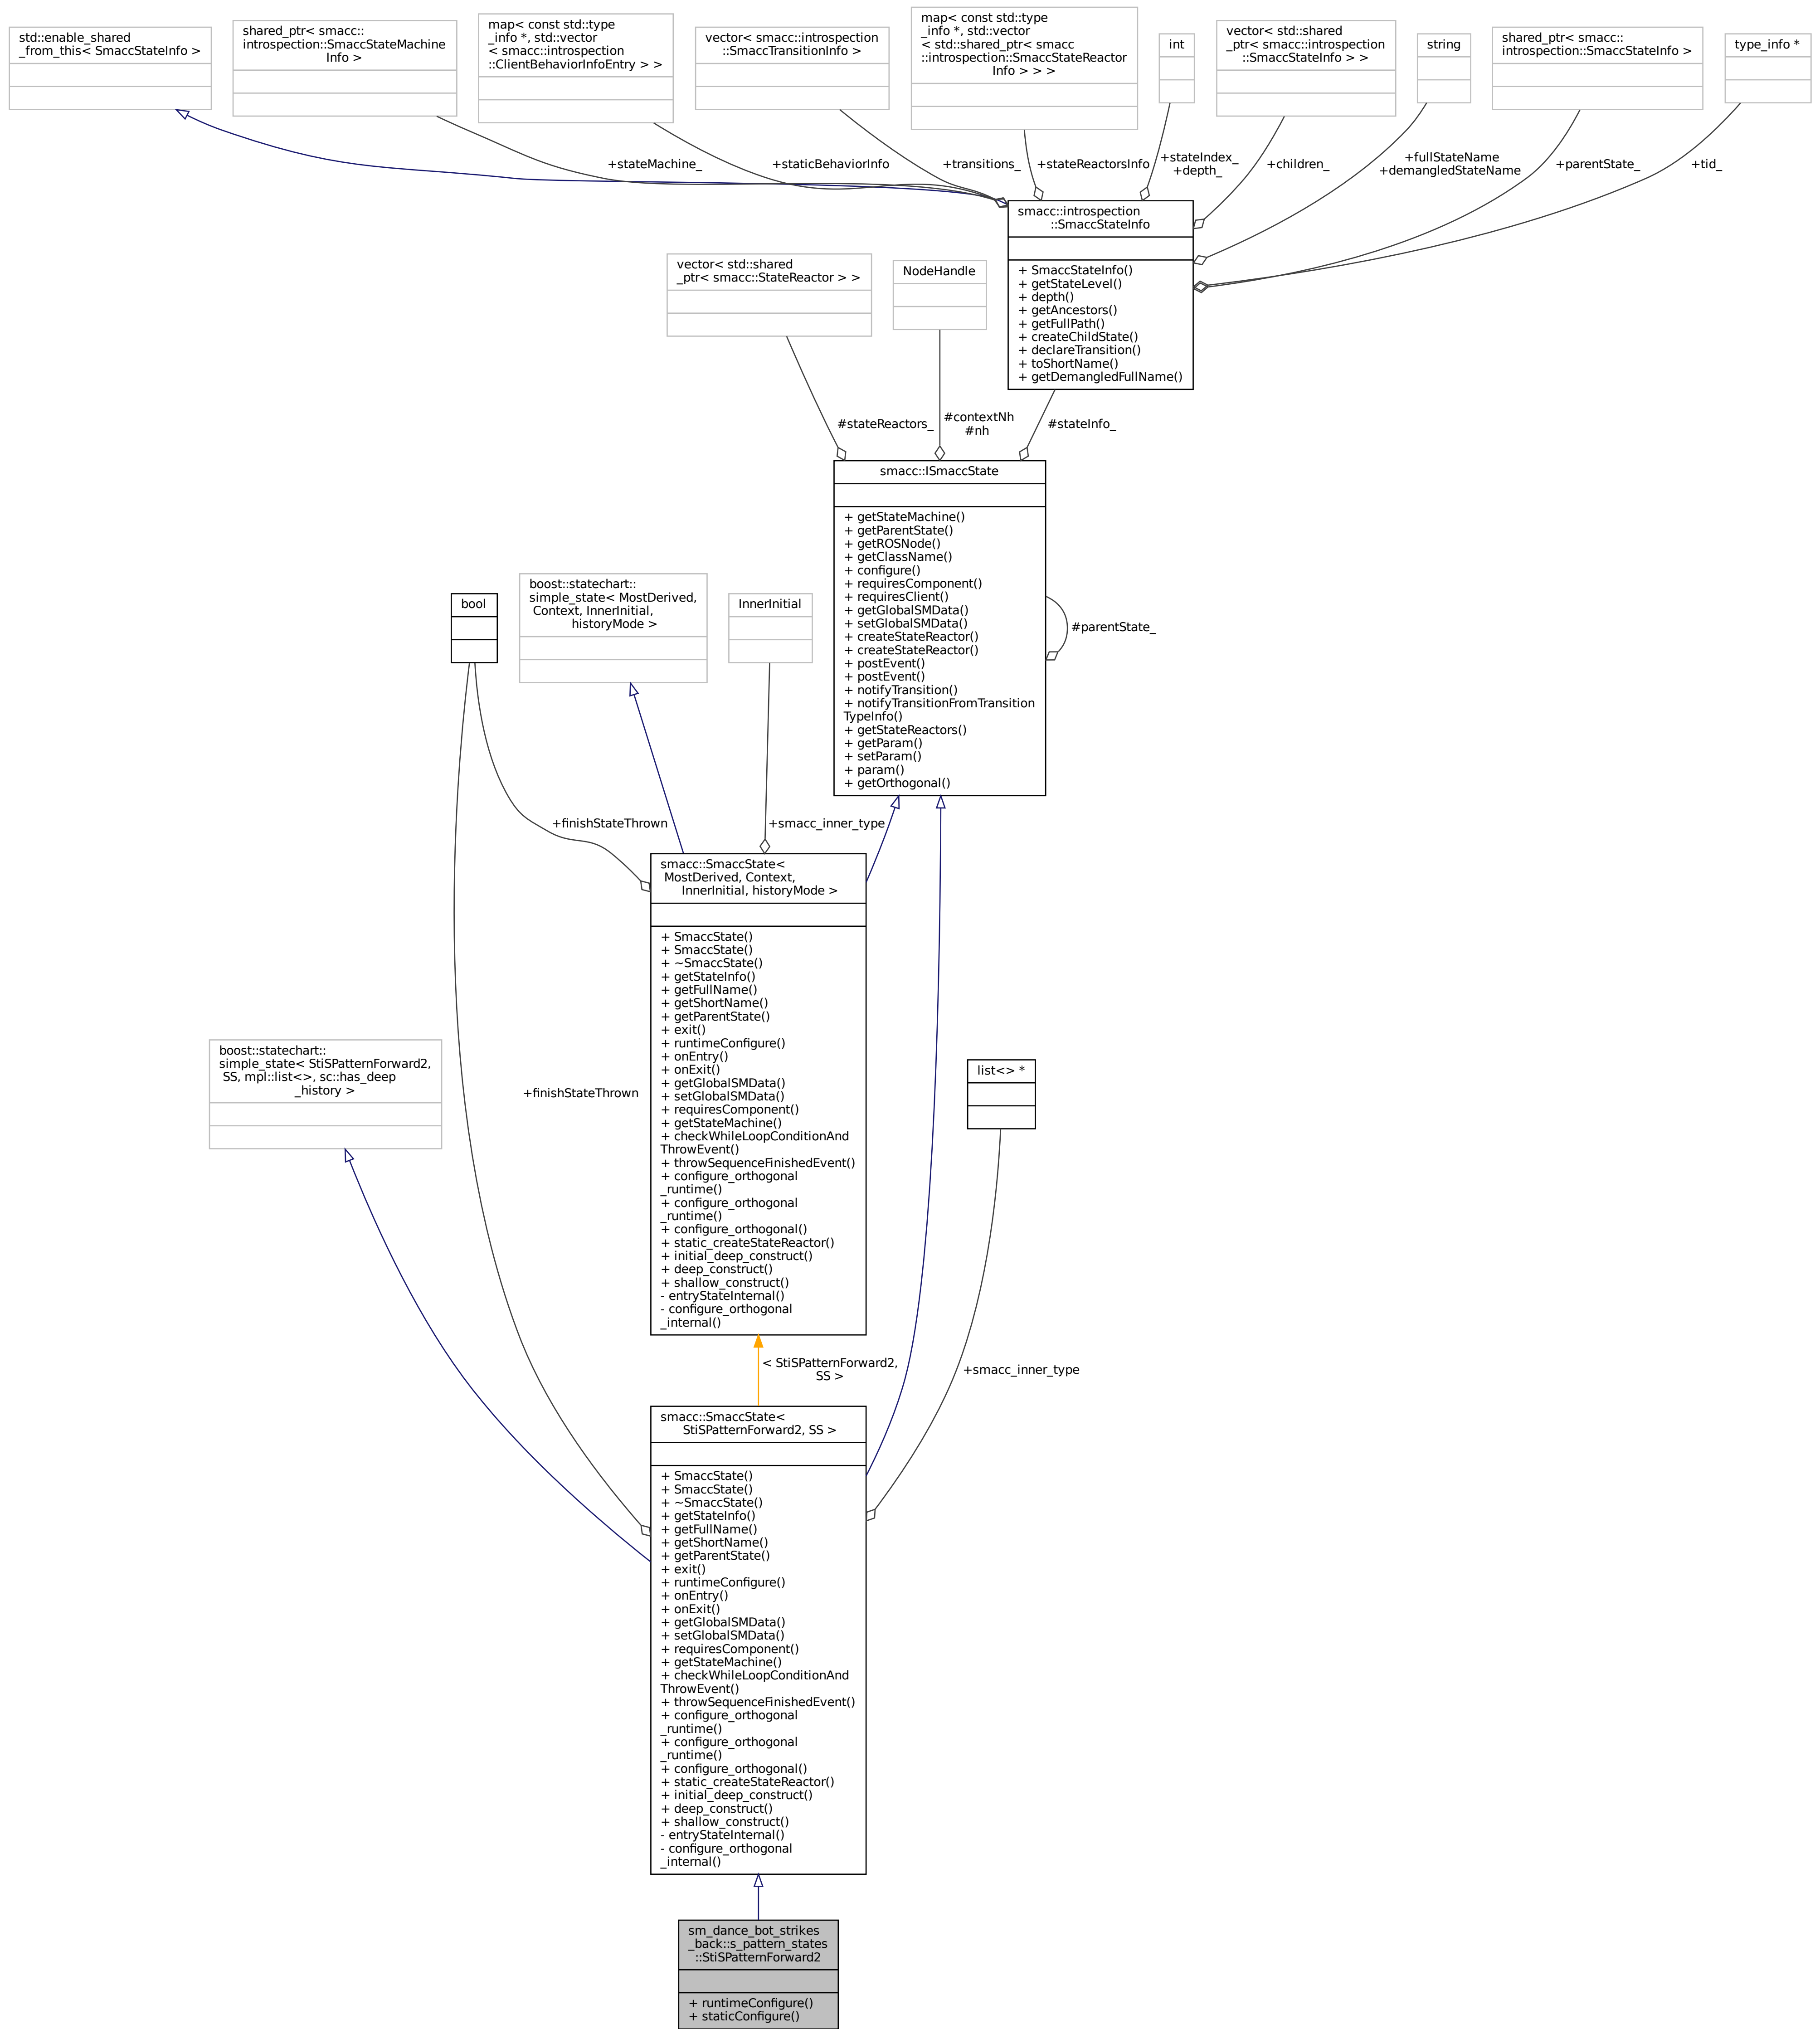 std::enable_shared
_from_this< SmaccStateInfo >
shared_ptr< smacc::
introspection::SmaccStateMachine
Info >
map< const std::type
_info *, std::vector
< smacc::introspection
::ClientBehaviorInfoEntry > >
vector< smacc::introspection
::SmaccTransitionInfo >
map< const std::type
_info *, std::vector
< std::shared_ptr< smacc
::introspection::SmaccStateReactor
Info > > >
int
vector< std::shared
_ptr< smacc::introspection
::SmaccStateInfo > >
string
shared_ptr< smacc::
introspection::SmaccStateInfo >
type_info *
+stateMachine_
+staticBehaviorInfo
+transitions_
+stateReactorsInfo
+stateIndex_
+depth_
+children_
+fullStateName
+demangledStateName
+parentState_
+tid_
smacc::introspection
::SmaccStateInfo
+ SmaccStateInfo()
+ getStateLevel()
+ depth()
+ getAncestors()
+ getFullPath()
+ createChildState()
+ declareTransition()
+ toShortName()
+ getDemangledFullName()
vector< std::shared
_ptr< smacc::StateReactor > >
NodeHandle
#stateReactors_
#contextNh
#nh
#stateInfo_
smacc::ISmaccState
+ getStateMachine()
+ getParentState()
+ getROSNode()
+ getClassName()
+ configure()
+ requiresComponent()
+ requiresClient()
+ getGlobalSMData()
+ setGlobalSMData()
+ createStateReactor()
+ createStateReactor()
+ postEvent()
+ postEvent()
+ notifyTransition()
+ notifyTransitionFromTransition
TypeInfo()
+ getStateReactors()
+ getParam()
+ setParam()
+ param()
+ getOrthogonal()
#parentState_
bool
boost::statechart::
simple_state< MostDerived,
Context, InnerInitial,
historyMode >
InnerInitial
+finishStateThrown
+smacc_inner_type
smacc::SmaccState<
MostDerived, Context,
InnerInitial, historyMode >
+ SmaccState()
+ SmaccState()
+ ~SmaccState()
+ getStateInfo()
+ getFullName()
+ getShortName()
+ getParentState()
+ exit()
+ runtimeConfigure()
+ onEntry()
+ onExit()
+ getGlobalSMData()
+ setGlobalSMData()
+ requiresComponent()
+ getStateMachine()
+ checkWhileLoopConditionAnd
ThrowEvent()
+ throwSequenceFinishedEvent()
+ configure_orthogonal
_runtime()
+ configure_orthogonal
_runtime()
+ configure_orthogonal()
+ static_createStateReactor()
+ initial_deep_construct()
+ deep_construct()
+ shallow_construct()
- entryStateInternal()
- configure_orthogonal
_internal()
boost::statechart::
simple_state< StiSPatternForward2,
SS, mpl::list<>, sc::has_deep
_history >
+finishStateThrown
list<> *
< StiSPatternForward2,
SS >
+smacc_inner_type
smacc::SmaccState<
StiSPatternForward2, SS >
+ SmaccState()
+ SmaccState()
+ ~SmaccState()
+ getStateInfo()
+ getFullName()
+ getShortName()
+ getParentState()
+ exit()
+ runtimeConfigure()
+ onEntry()
+ onExit()
+ getGlobalSMData()
+ setGlobalSMData()
+ requiresComponent()
+ getStateMachine()
+ checkWhileLoopConditionAnd
ThrowEvent()
+ throwSequenceFinishedEvent()
+ configure_orthogonal
_runtime()
+ configure_orthogonal
_runtime()
+ configure_orthogonal()
+ static_createStateReactor()
+ initial_deep_construct()
+ deep_construct()
+ shallow_construct()
- entryStateInternal()
- configure_orthogonal
_internal()
sm_dance_bot_strikes
_back::s_pattern_states
::StiSPatternForward2
+ runtimeConfigure()
+ staticConfigure()